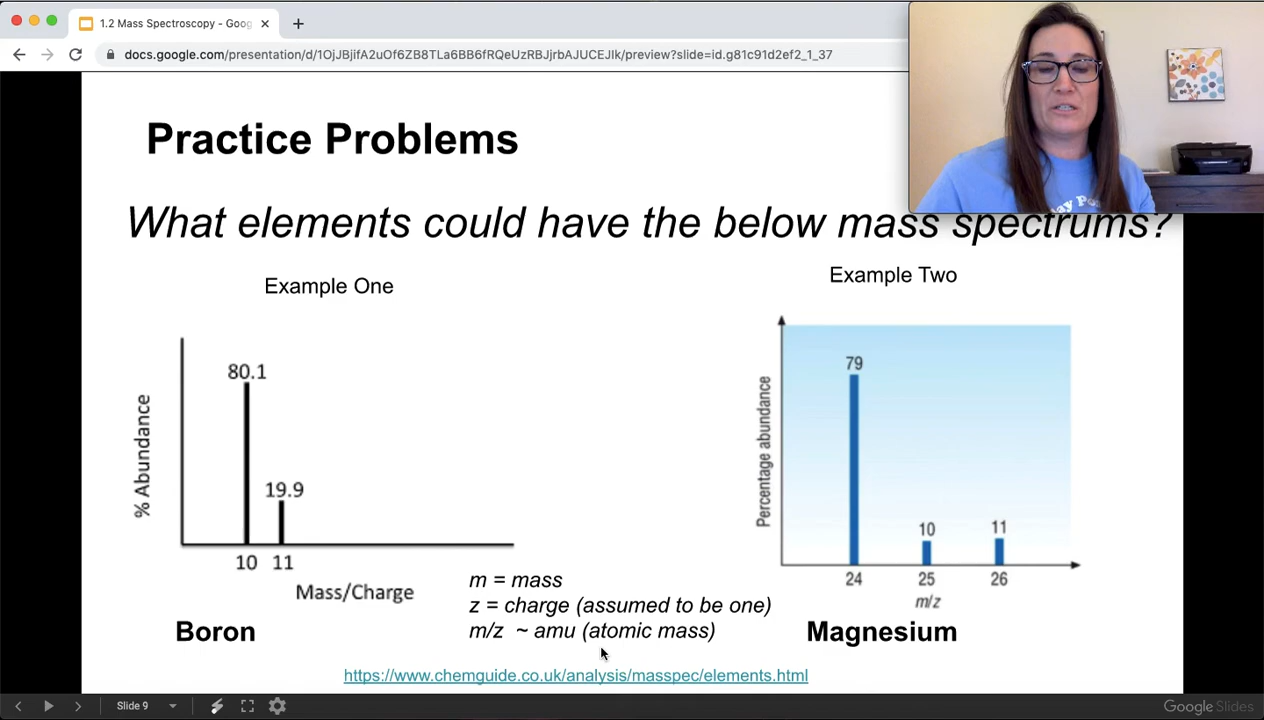 1.2 Mass Spectroscopy - Goog
docs.google.com/presentation/d/1OjJBjifA2uOf6ZB8TLa6BB6fRQeUzRBJjrbAJUCEJlk/preview?slide=id.g81c91d2ef2_1_37
Practice Problems
What elements could have the below mass spectrums?
Example One
Example Two
80.1
19.9
% Abundance
10 11
Mass/Charge
Boron
79
10
11
Percentage abundance
24 25 26
m/z
Magnesium
m = mass
z = charge (assumed to be one)
m/z ~ amu (atomic mass)
https://www.chemguide.co.uk/analysis/masspec/elements.html
Slide 9
Google Slides